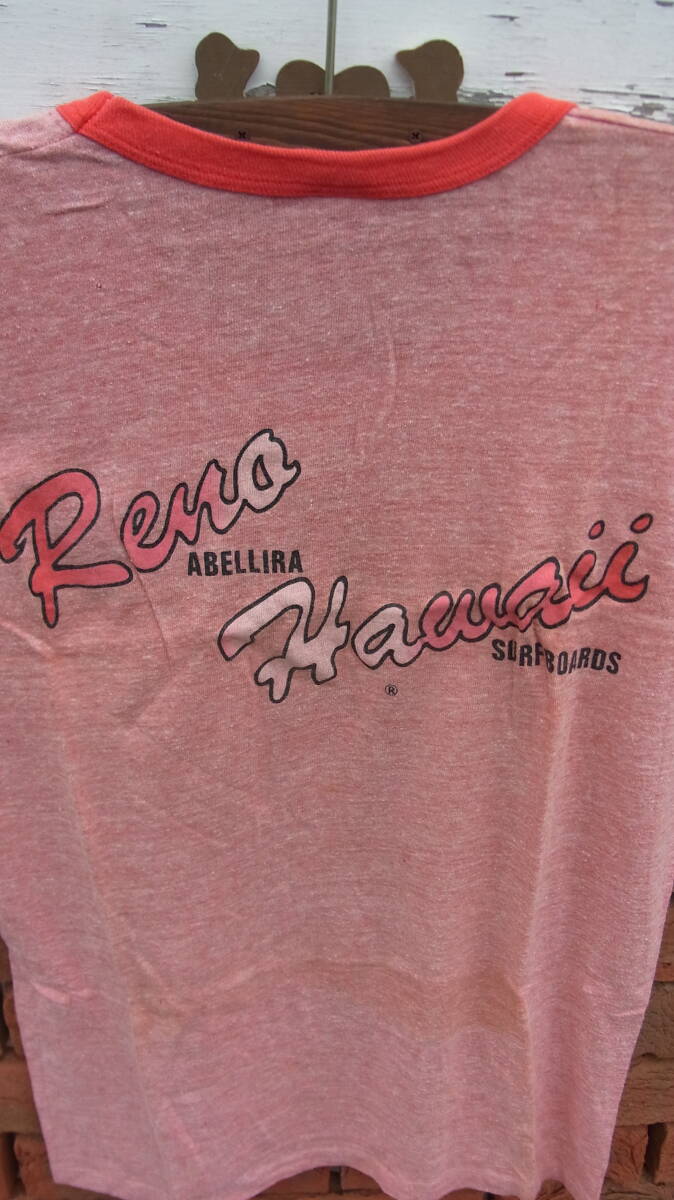 Reno
ABELLIRA
Hawaii
SURFBOARDS
®